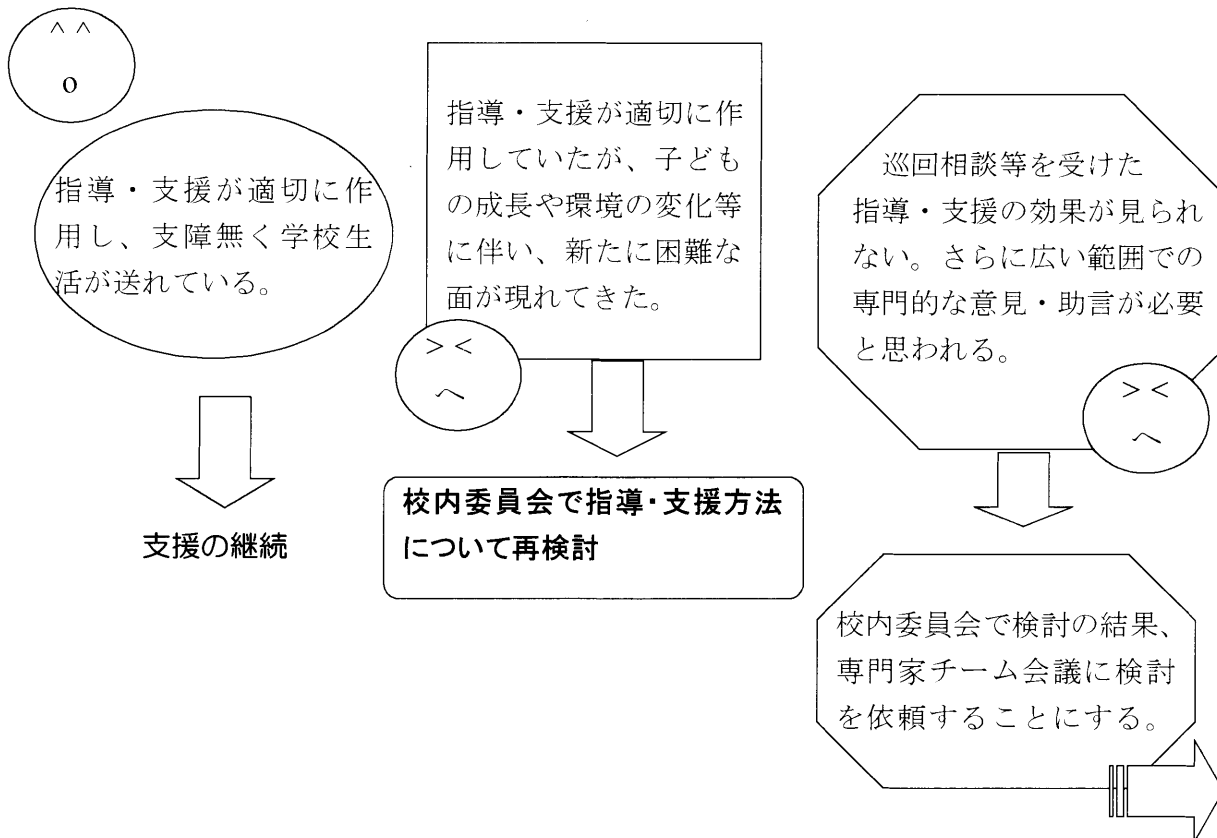 ^ ^
o
指導・支援が適切に作
用し、支障無く学校生
活が送れている。
支援の継続
指導・支援が適切に作
用していたが、子ども
の成長や環境の変化等
に伴い、新たに困難な
面が現れてきた。
> <
へ
校内委員会で指導・支援方法
について再検討
巡回相談等を受けた
指導・支援の効果が見られ
ない。さらに広い範囲での
専門的な意見・助言が必要
と思われる。
> <
へ
校内委員会で検討の結果、
専門家チーム会議に検討
を依頼することにする。